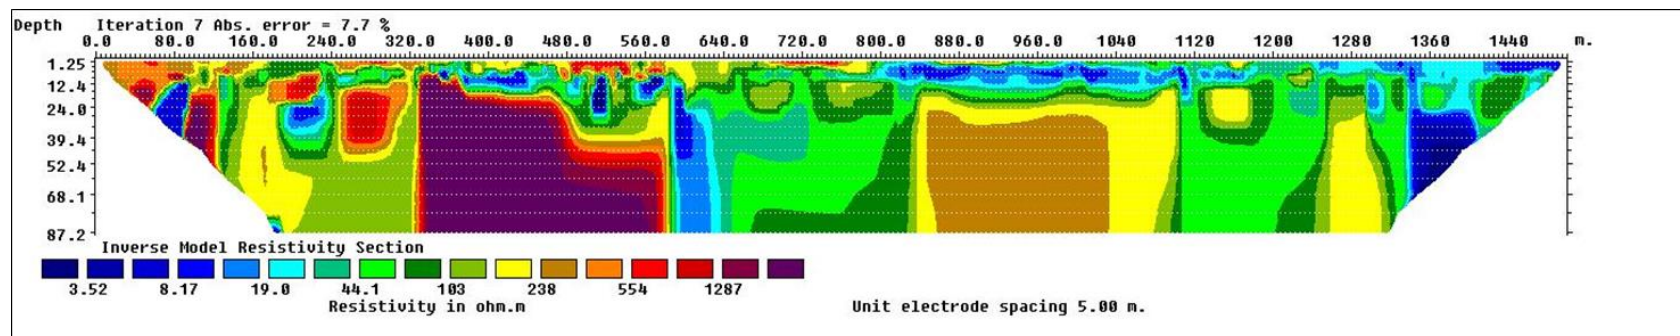 Depth Iteration 7 Abs. error = 7.7 %
0.0 80.0 160.0 240.0 320.0 400.0 480.0 560.0 640.0 720.0 800.0 880.0 960.0 1040 1120 1200 1280 1360 1440 m.
1.25
12.4
24.0
39.4
52.4
68.1
87.2
Inverse Model Resistivity Section
3.52 8.17 19.0 44.1 103 238 554 1287
Resistivity in ohm.m Unit electrode spacing 5.00 m.